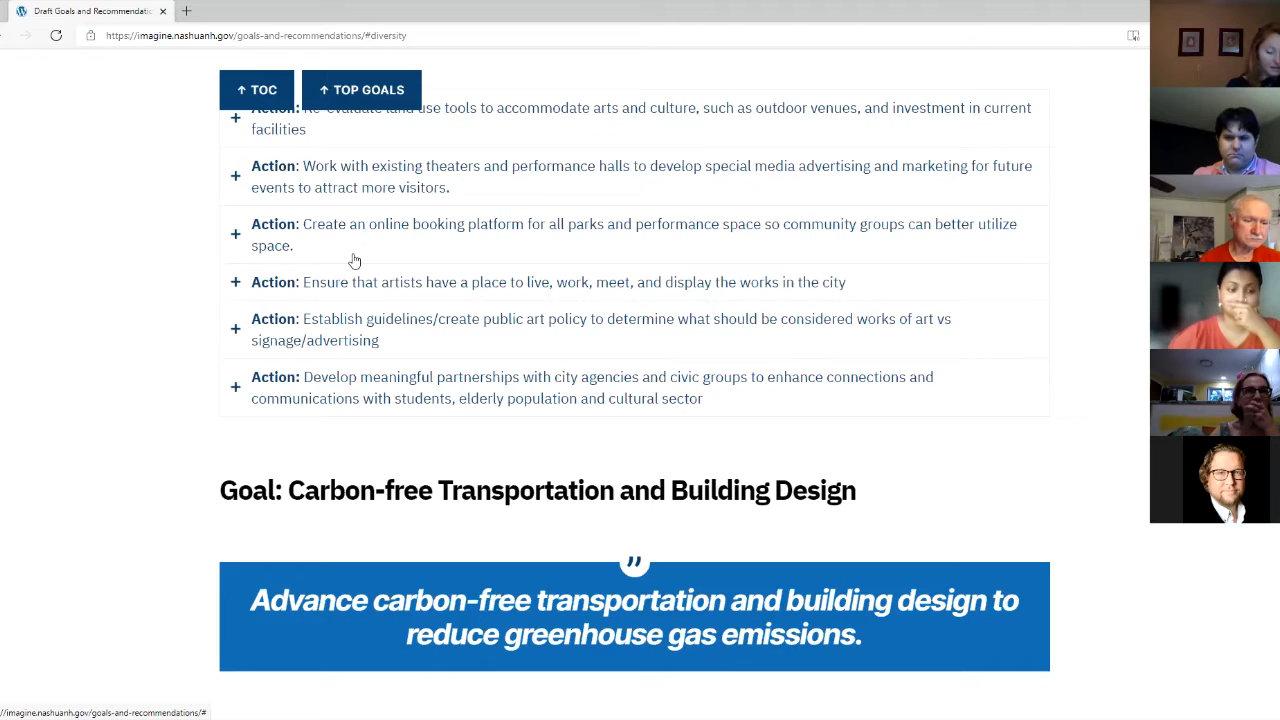 Draft Goals and Recommendatio
https://imagine.nashuanh.gov/goals-and-recommendations/#diversity
↑ TOC
↑ TOP GOALS
Action: Re-evaluate land use tools to accommodate arts and culture, such as outdoor venues, and investment in current
facilities
Action: Work with existing theaters and performance halls to develop special media advertising and marketing for future
events to attract more visitors.
Action: Create an online booking platform for all parks and performance space so community groups can better utilize
space.
Action: Ensure that artists have a place to live, work, meet, and display the works in the city
Action: Establish guidelines/create public art policy to determine what should be considered works of art vs
signage/advertising
Action: Develop meaningful partnerships with city agencies and civic groups to enhance connections and
communications with students, elderly population and cultural sector
Goal: Carbon-free Transportation and Building Design
”
Advance carbon-free transportation and building design to
reduce greenhouse gas emissions.
//imagine.nashuanh.gov/goals-and-recommendations/#